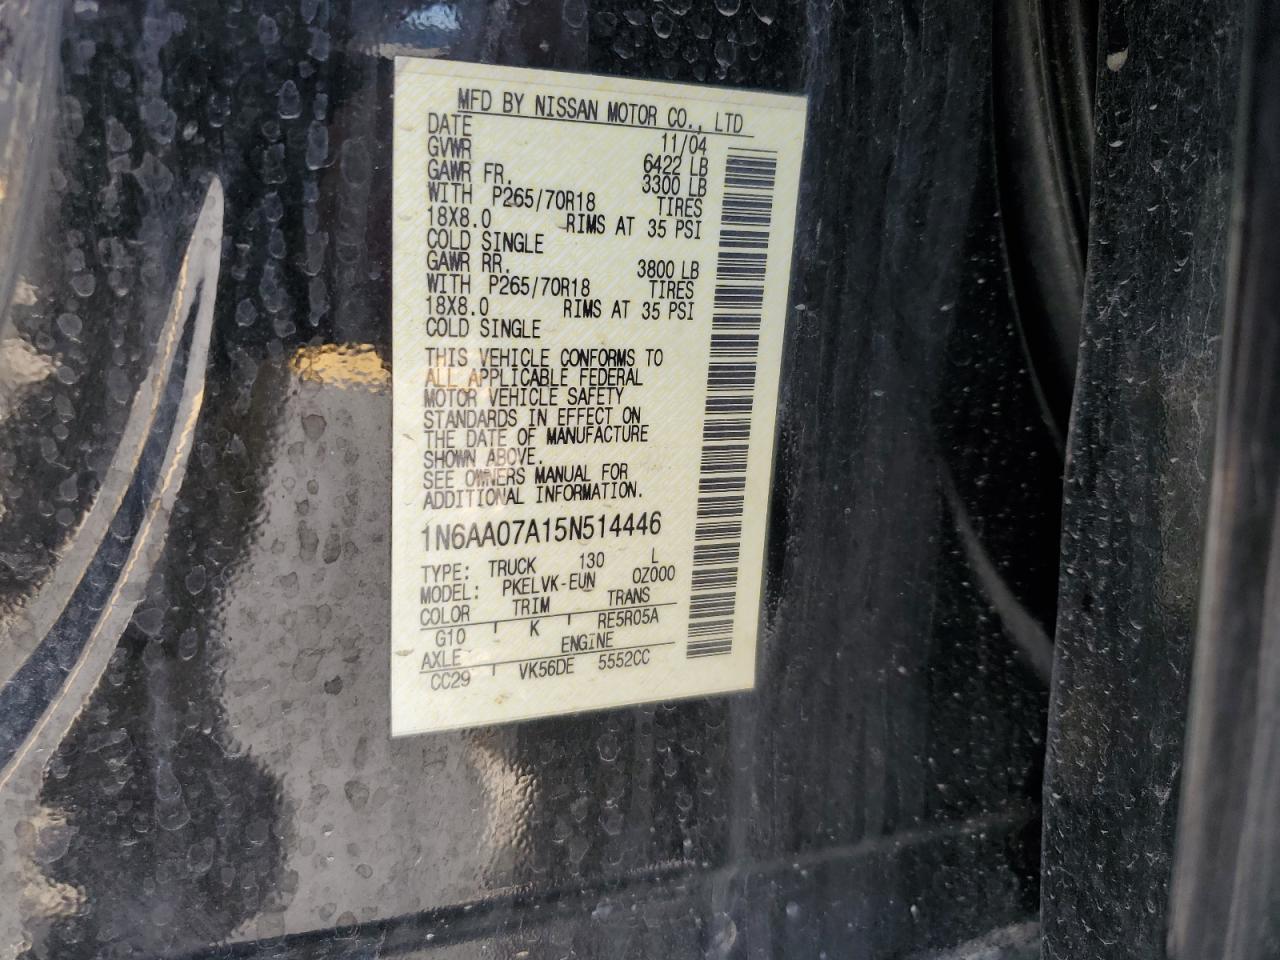 MFD BY NISSAN MOTOR CO., LTD
DATE 11/04
GVWR 6422 LB
GAWR FR. 3300 LB
WITH P265/70R18 TIRES
18X8.0 RIMS AT 35 PSI
COLD SINGLE
GAWR RR. 3800 LB
WITH P265/70R18 TIRES
18X8.0 RIMS AT 35 PSI
COLD SINGLE
THIS VEHICLE CONFORMS TO
ALL APPLICABLE FEDERAL
MOTOR VEHICLE SAFETY
STANDARDS IN EFFECT ON
THE DATE OF MANUFACTURE
SHOWN ABOVE.
SEE OWNERS MANUAL FOR
ADDITIONAL INFORMATION.
1N6AA07A15N514446
TYPE: TRUCK 130 L
MODEL: PKELVK-EUN 0Z000
COLOR TRIM TRANS
G10 K RE5R05A
AXLE ENGINE
CC29 VK56DE 5552CC